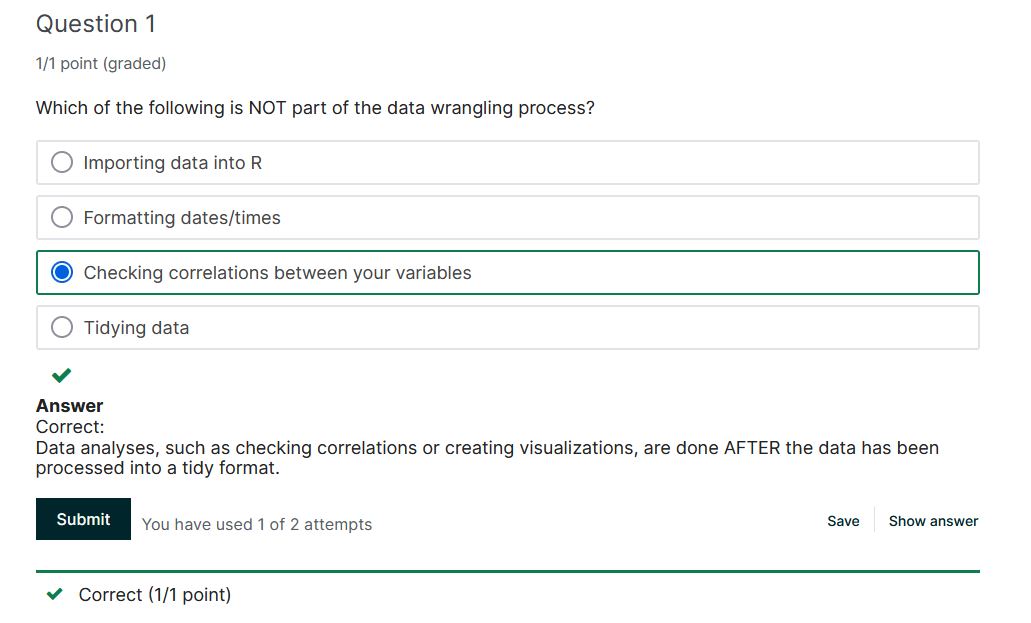 Question 1
1/1 point (graded)
Which of the following is NOT part of the data wrangling process?
Importing data into R
Formatting dates/times
Checking correlations between your variables
Tidying data
Answer
Correct:
Data analyses, such as checking correlations or creating visualizations, are done AFTER the data has been
processed into a tidy format.
Submit You have used 1 of 2 attempts Save Show answer
Correct (1/1 point)